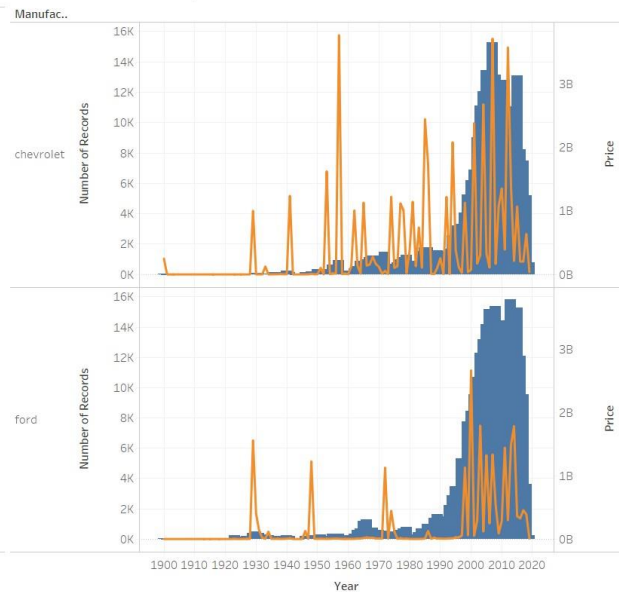 Manufac..
chevrolet
Number of Records
16K
14K
12K
10K
8K
6K
4K
2K
0K
3B
2B
1B
0B
Price
ford
Number of Records
16K
14K
12K
10K
8K
6K
4K
2K
0K
3B
2B
1B
0B
Price
1900 1910 1920 1930 1940 1950 1960 1970 1980 1990 2000 2010 2020
Year